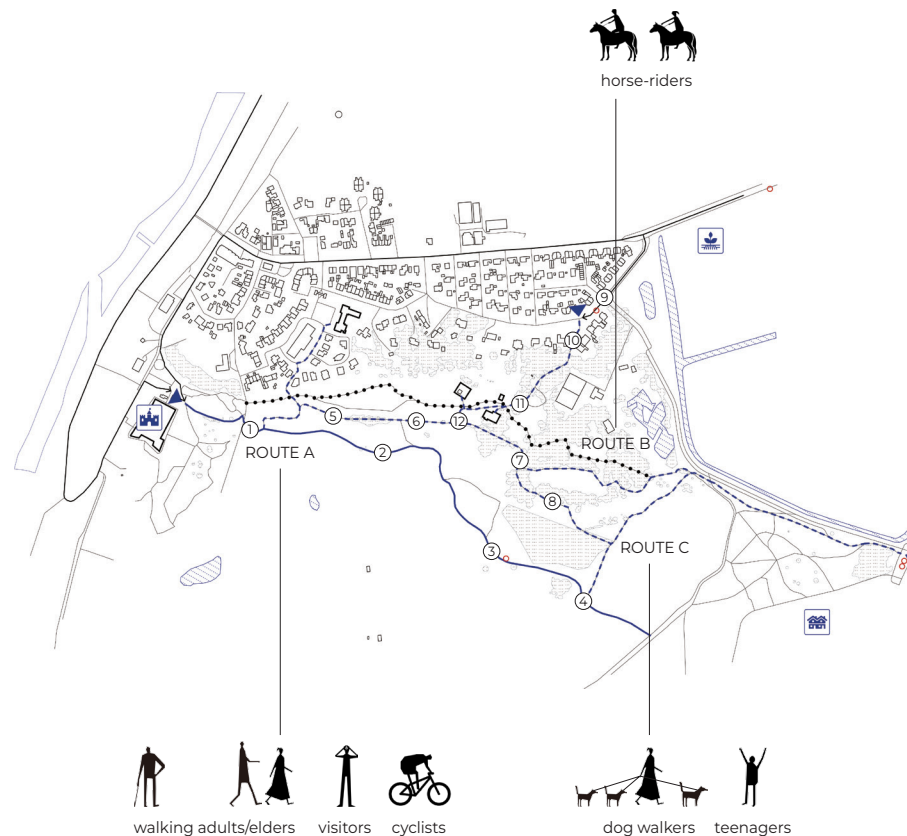 horse-riders
9
10
11
5
6
12
1
ROUTE B
ROUTE A
2
7
8
ROUTE C
3
4
walking adults/elders visitors cyclists
dog walkers teenagers